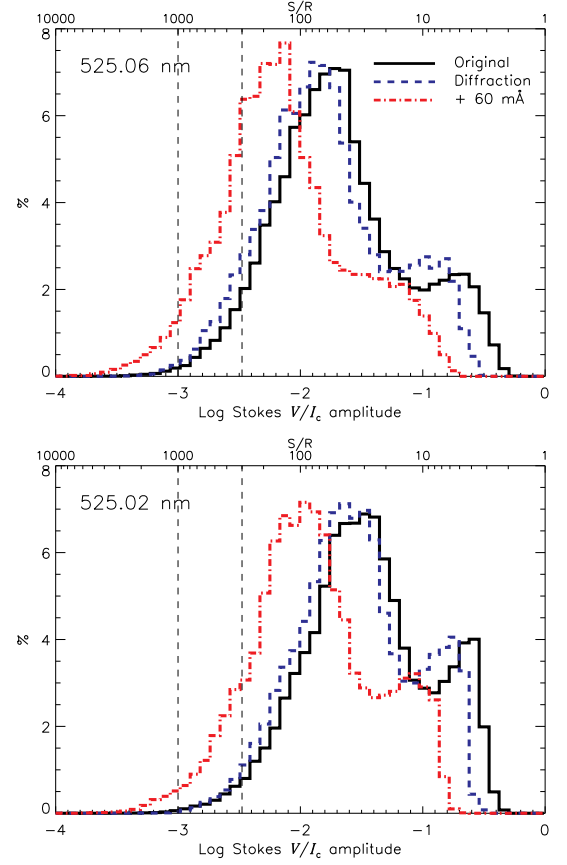 S/R
10000 1000 100 10 1
8
525.06 nm
Original
Diffraction
+ 60 mÅ
6
%
4
2
0
-4 -3 -2 -1 0
Log Stokes V/Ic amplitude
S/R
10000 1000 100 10 1
8
525.02 nm
6
%
4
2
0
-4 -3 -2 -1 0
Log Stokes V/Ic amplitude